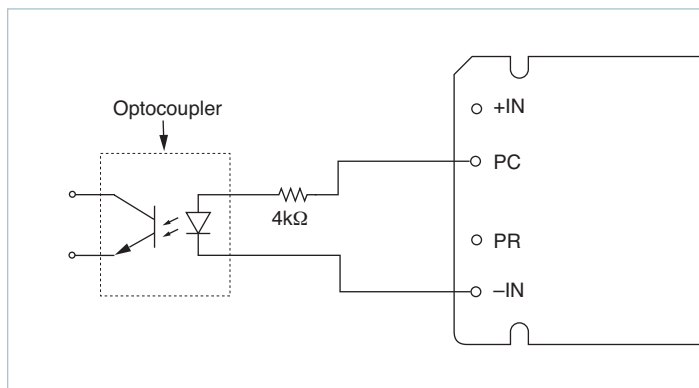 Optocoupler
+IN
PC
4kΩ
PR
–IN